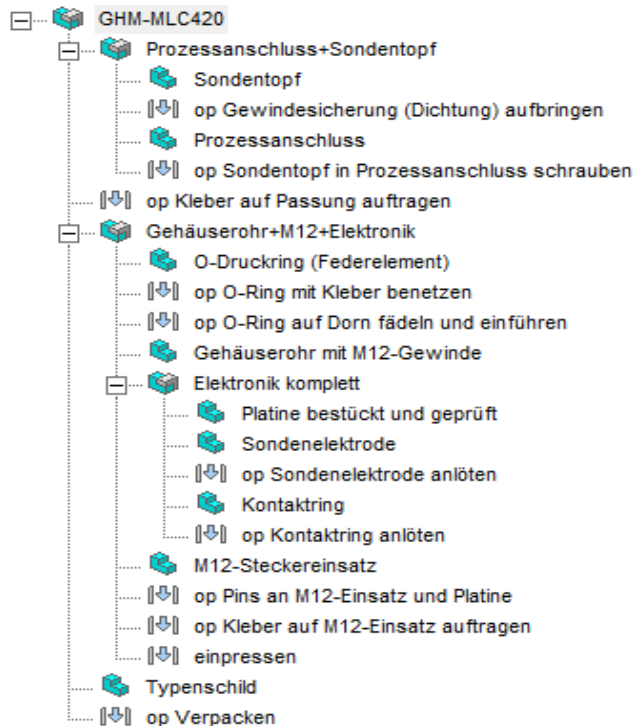 GHM-MLC420
Prozessanschluss+Sondentopf
Sondentopf
op Gewindesicherung (Dichtung) aufbringen
Prozessanschluss
op Sondentopf in Prozessanschluss schrauben
op Kleber auf Passung auftragen
Gehäuserohr+M12+Elektronik
O-Druckring (Federelement)
op O-Ring mit Kleber benetzen
op O-Ring auf Dorn fädeln und einführen
Gehäuserohr mit M12-Gewinde
Elektronik komplett
Platine bestückt und geprüft
Sondenelektrode
op Sondenelektrode anlöten
Kontaktring
op Kontaktring anlöten
M12-Steckereinsatz
op Pins an M12-Einsatz und Platine
op Kleber auf M12-Einsatz auftragen
einpressen
Typenschild
op Verpacken